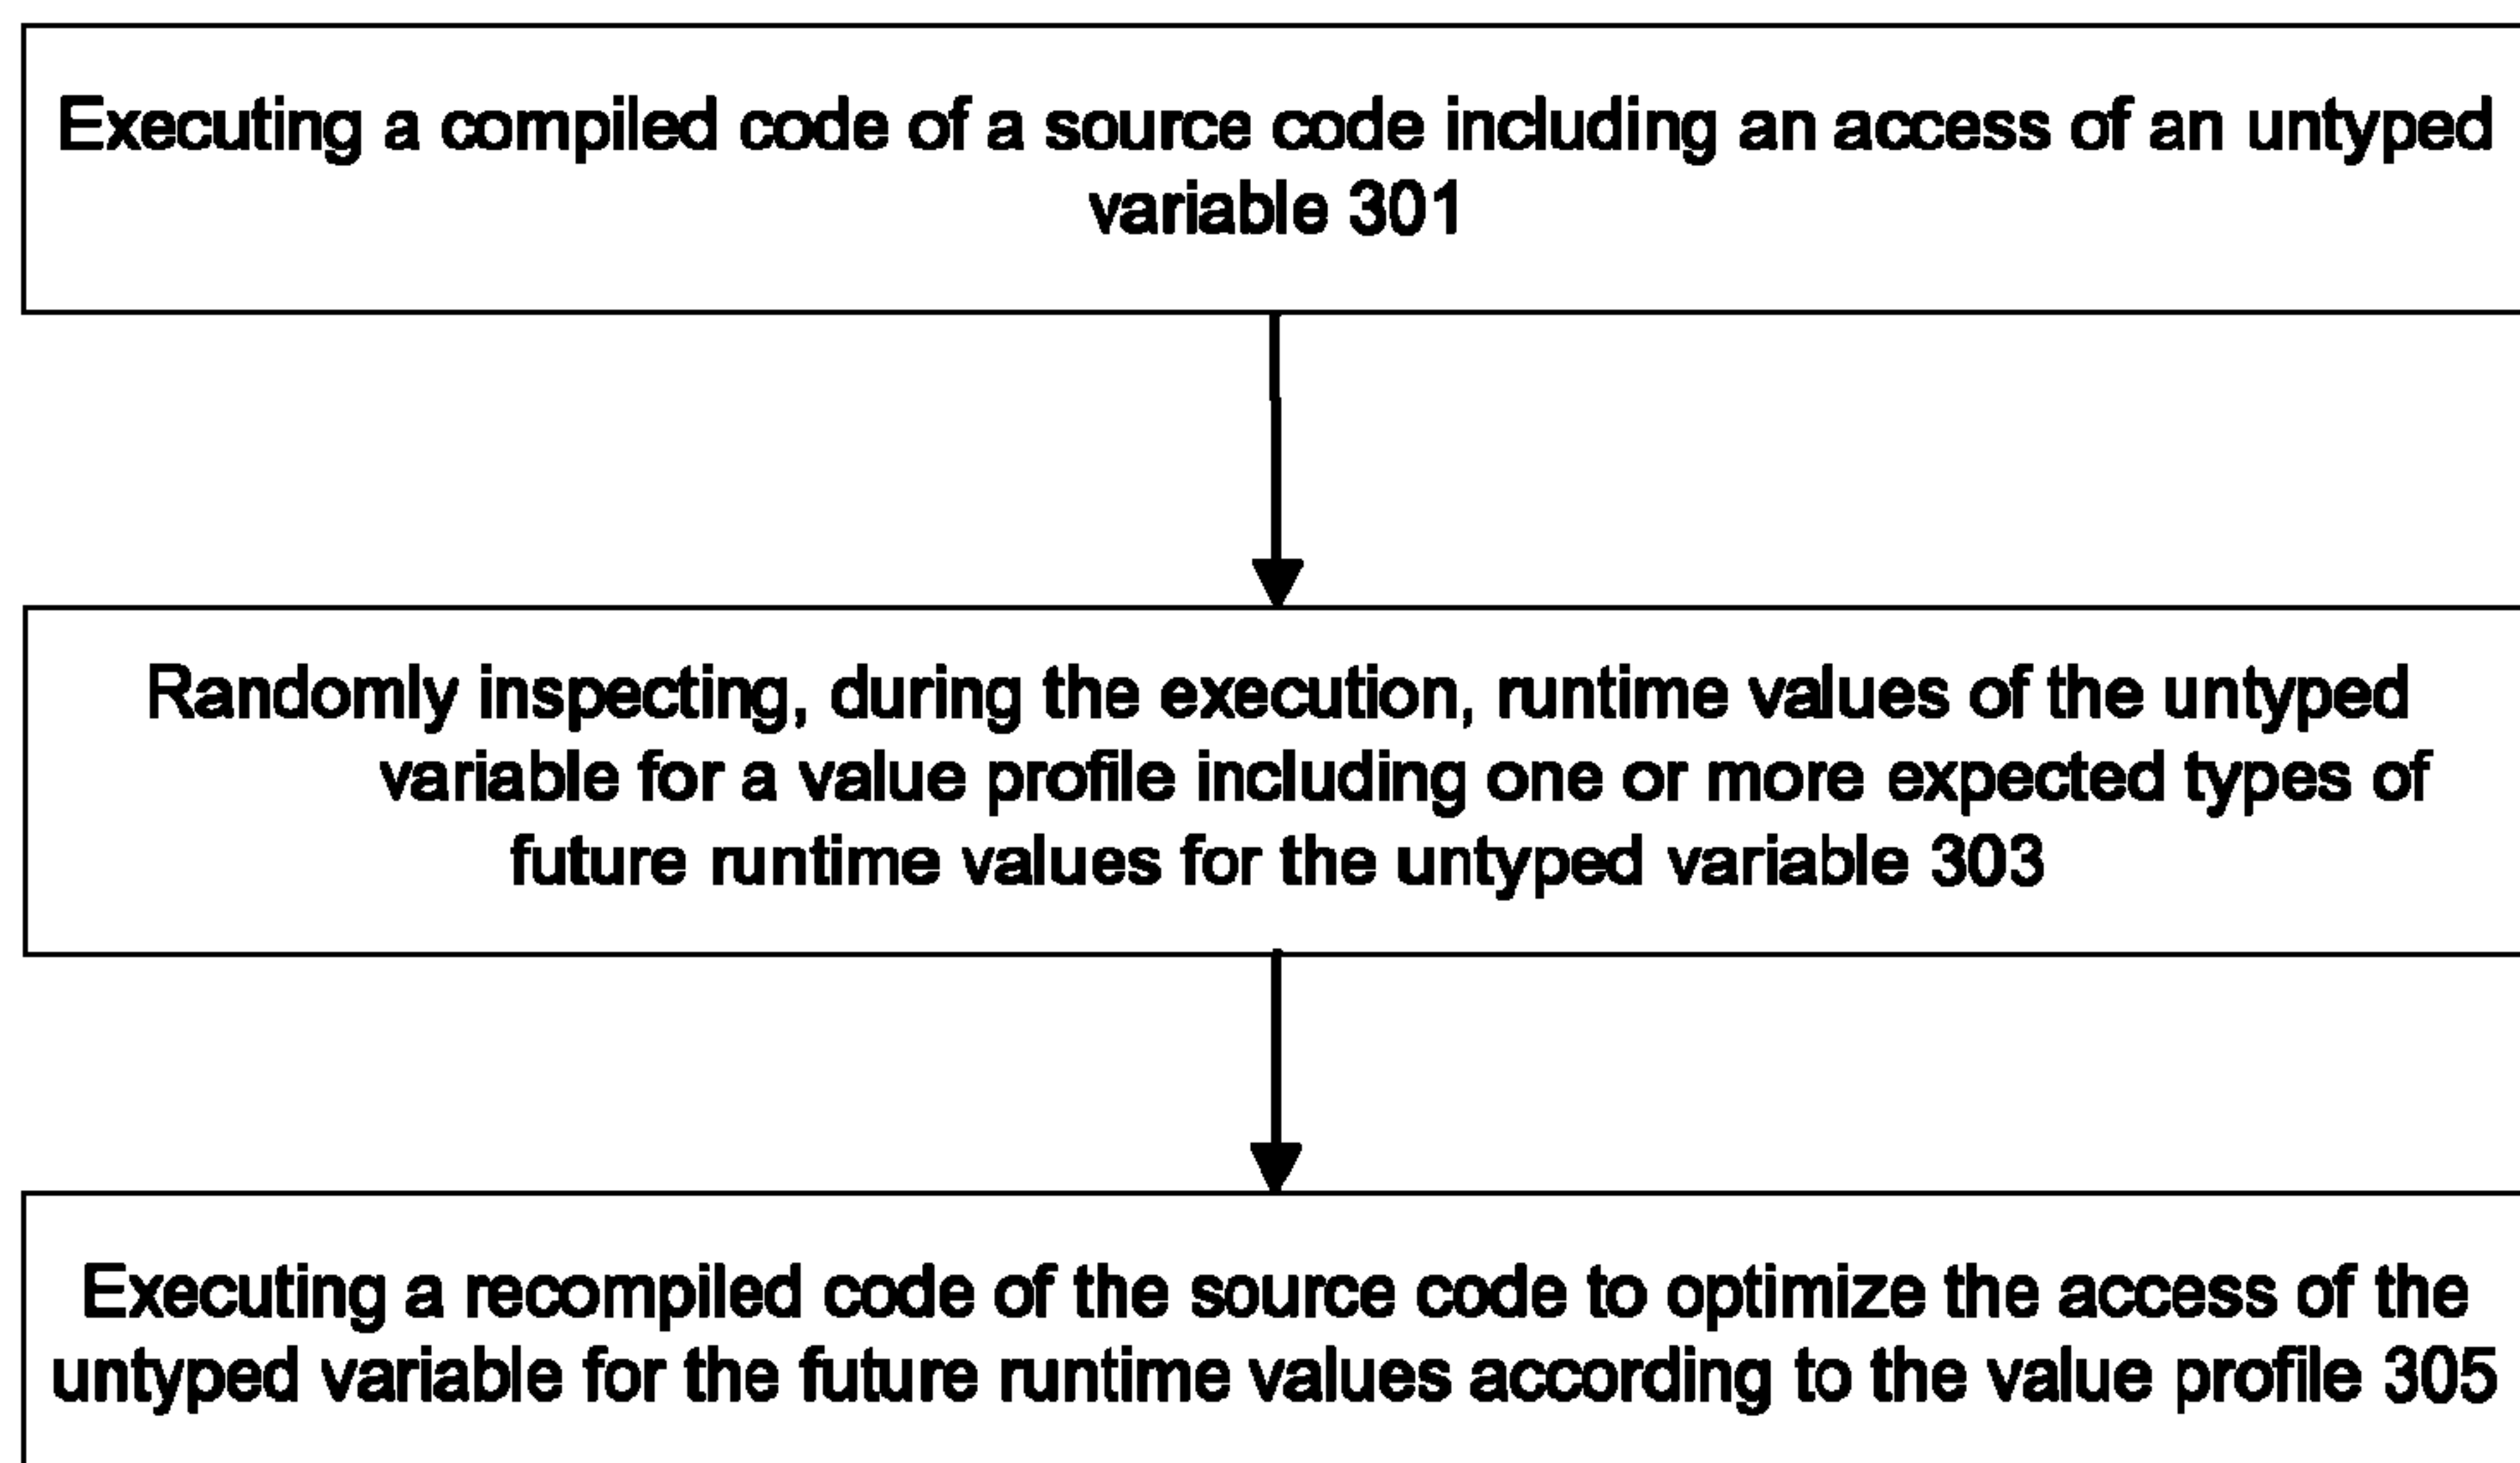 Executing a compiled code of a source code including an access of an untyped
variable 301
Randomly inspecting, during the execution, runtime values of the untyped
variable for a value profile including one or more expected types of
future runtime values for the untyped variable 303
Executing a recompiled code of the source code to optimize the access of the
untyped variable for the future runtime values according to the value profile 305